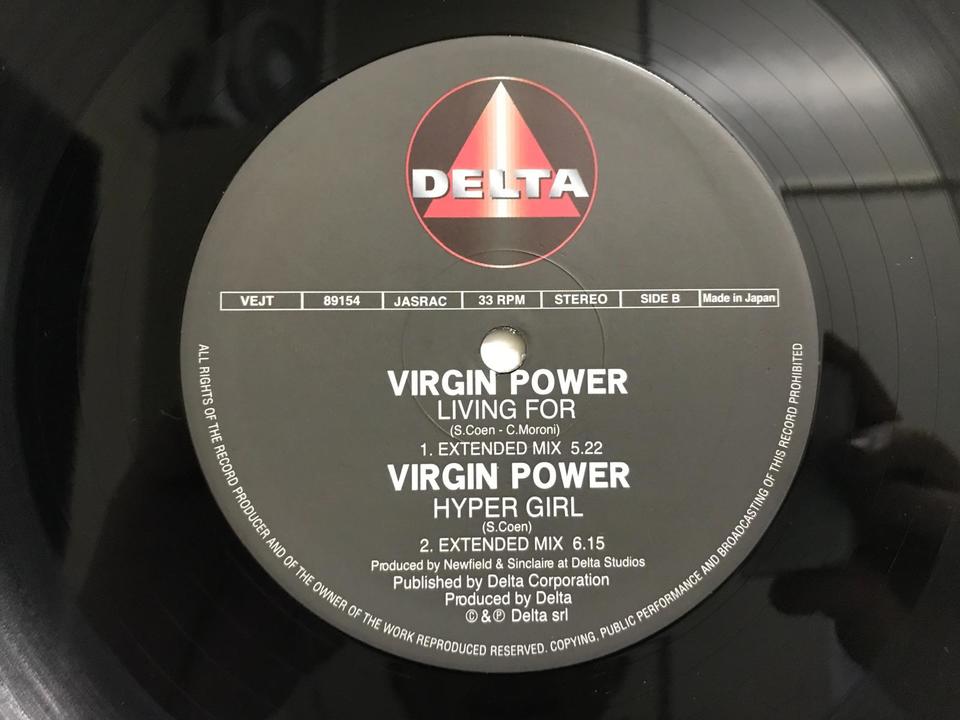 DELTA
VEJT 89154 JASRAC 33 RPM STEREO SIDE B Made in Japan
VIRGIN POWER
LIVING FOR
(S.Coen - C.Moroni)
1. EXTENDED MIX 5.22
VIRGIN POWER
HYPER GIRL
(S.Coen)
2. EXTENDED MIX 6.15
Produced by Newfield & Sinclaire at Delta Studios
Published by Delta Corporation
Produced by Delta
© & ℗ Delta srl
ALL RIGHTS OF THE RECORD PRODUCER AND OF THE OWNER OF THE WORK REPRODUCED RESERVED. COPYING, PUBLIC PERFORMANCE AND BROADCASTING OF THIS RECORD PROHIBITED